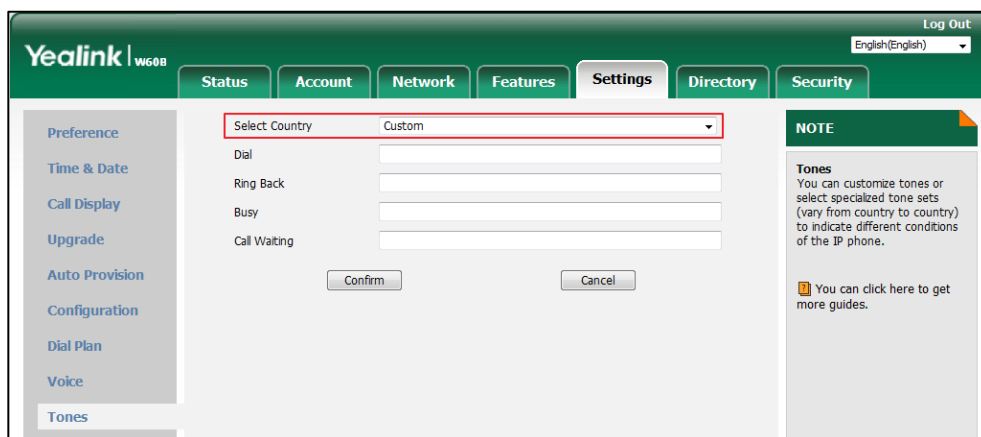 Log Out
English(English)
Yealink | W60B
Status Account Network Features Settings Directory Security
Preference
Time & Date
Call Display
Upgrade
Auto Provision
Configuration
Dial Plan
Voice
Tones
Select Country Custom
Dial
Ring Back
Busy
Call Waiting
Confirm Cancel
NOTE
Tones
You can customize tones or
select specialized tone sets
(vary from country to country)
to indicate different conditions
of the IP phone.
You can click here to get
more guides.